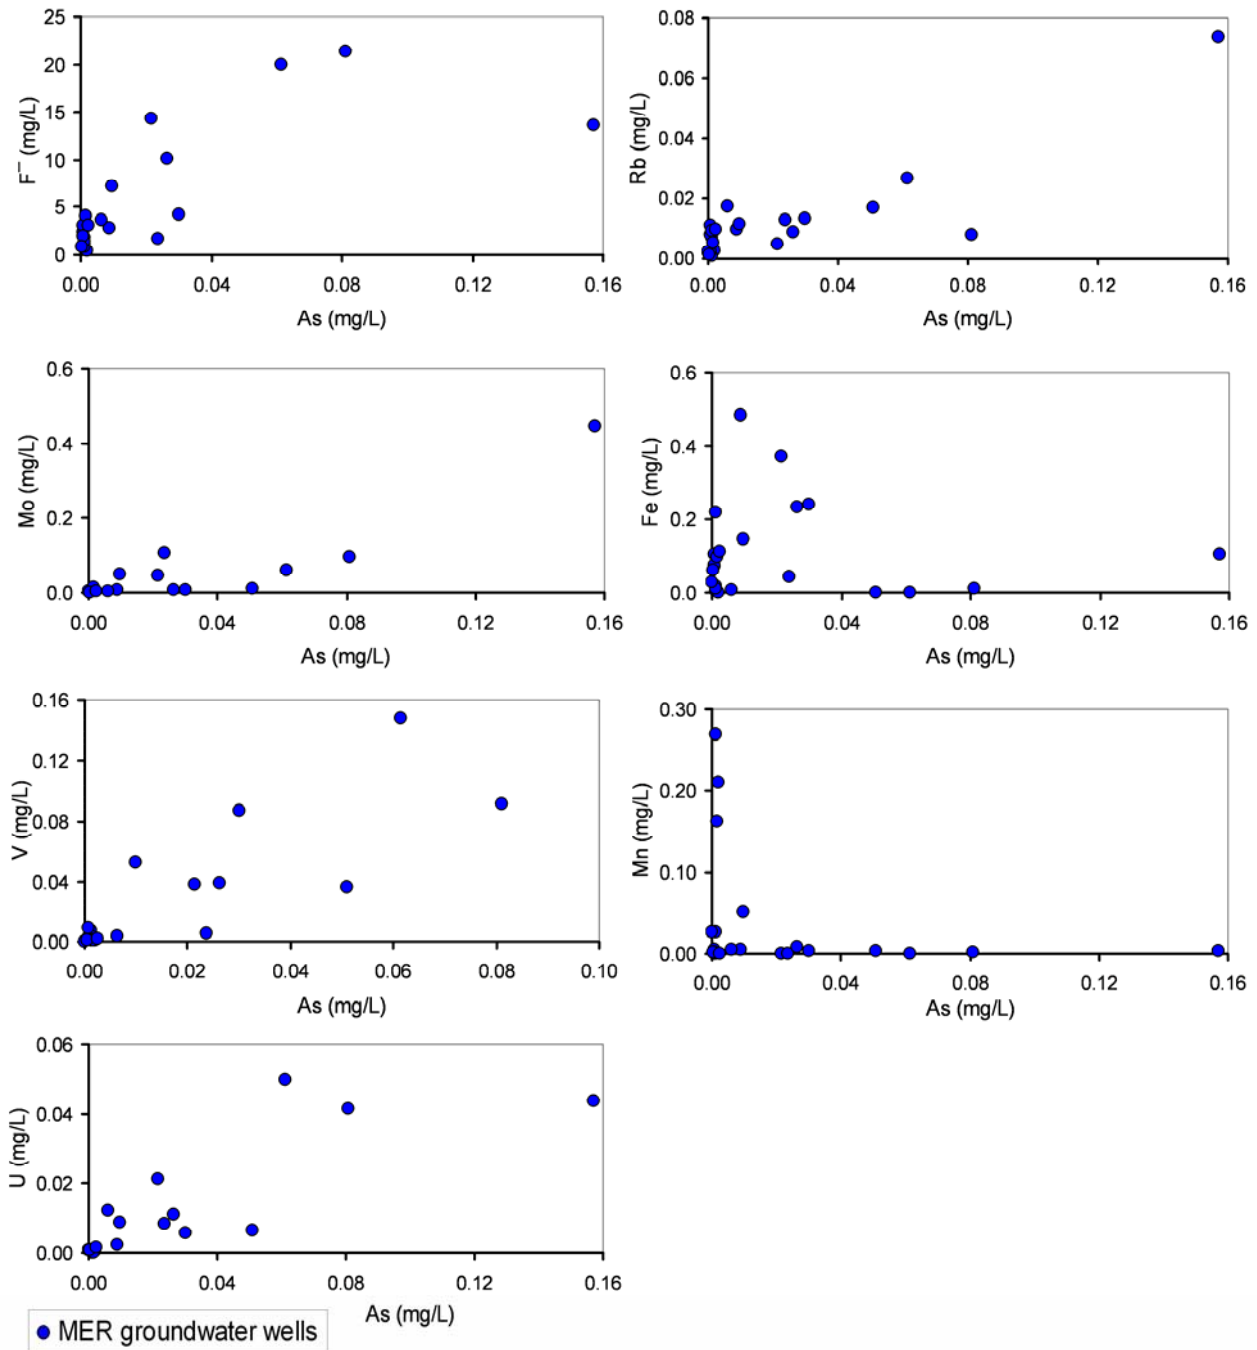 25
20
15
10
5
0
F⁻ (mg/L)
0.00 0.04 0.08 0.12 0.16
As (mg/L)
0.08
0.06
0.04
0.02
0.00
Rb (mg/L)
0.00 0.04 0.08 0.12 0.16
As (mg/L)
0.6
0.4
0.2
0.0
Mo (mg/L)
0.00 0.04 0.08 0.12 0.16
As (mg/L)
0.6
0.4
0.2
0.0
Fe (mg/L)
0.00 0.04 0.08 0.12 0.16
As (mg/L)
0.16
0.12
0.08
0.04
0.00
V (mg/L)
0.00 0.02 0.04 0.06 0.08 0.10
As (mg/L)
0.30
0.20
0.10
0.00
Mn (mg/L)
0.00 0.04 0.08 0.12 0.16
As (mg/L)
0.06
0.04
0.02
0.00
U (mg/L)
0.00 0.04 0.08 0.12 0.16
As (mg/L)
MER groundwater wells